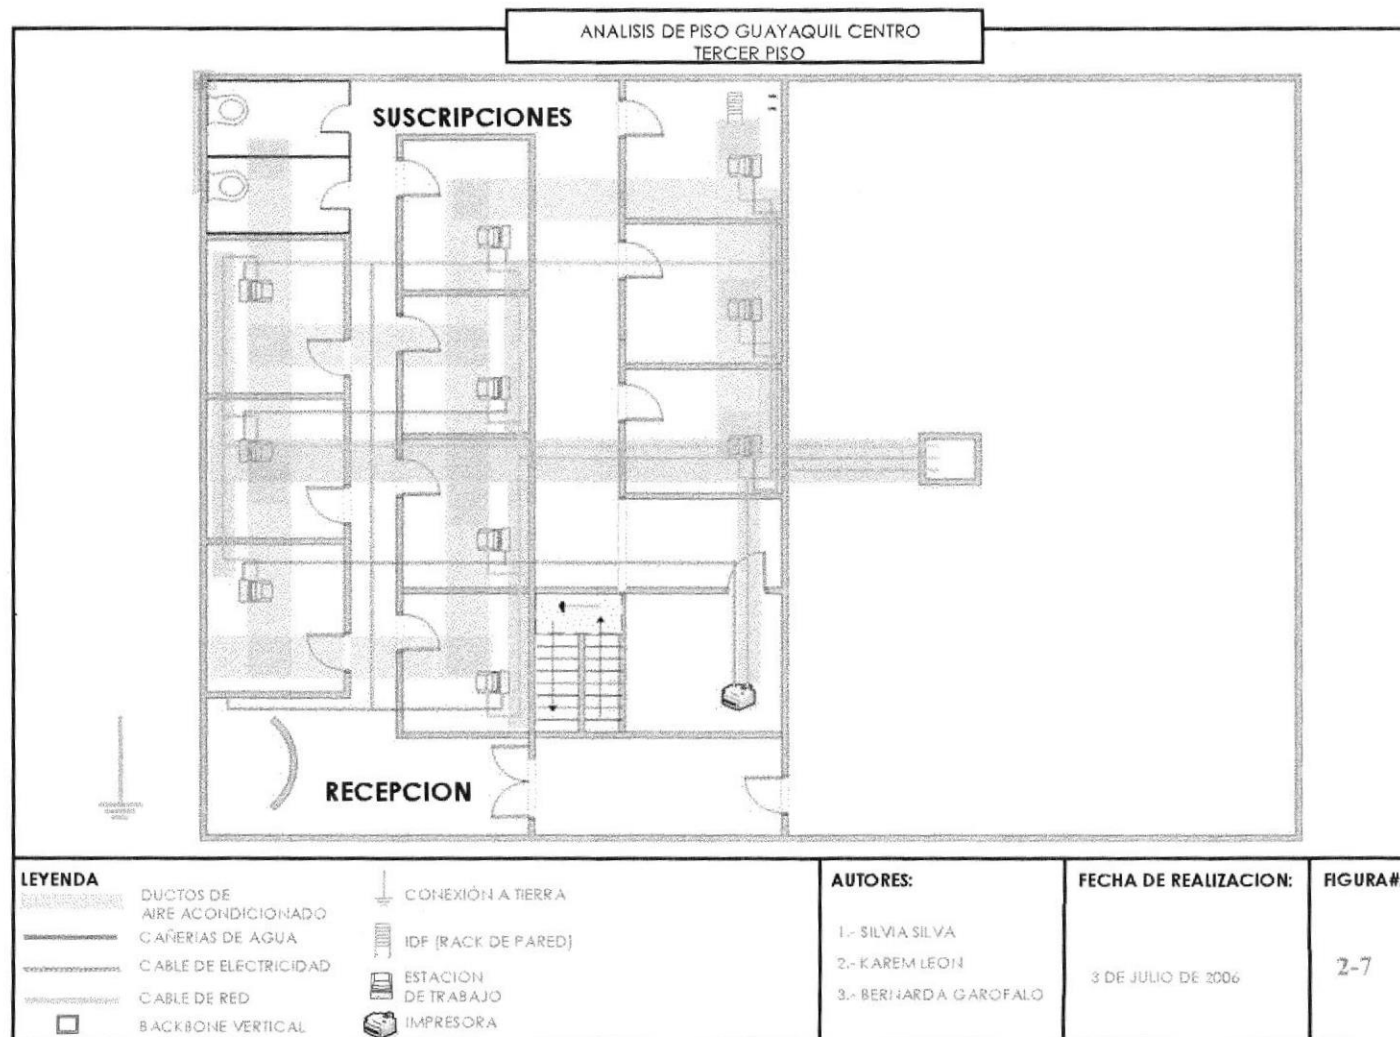 ANALISIS DE PISO GUAYAQUIL CENTRO
TERCER PISO
SUSCRIPCIONES
RECEPCION
LEYENDA
DUCTOS DE
AIRE ACONDICIONADO
CAÑERIAS DE AGUA
CABLE DE ELECTRICIDAD
CABLE DE RED
BACKBONE VERTICAL
CONEXIÓN A TIERRA
IDF (RACK DE PARED)
ESTACION
DE TRABAJO
IMPRESORA
AUTORES:
1.- SILVIA SILVA
2.- KAREM LEON
3.- BERNARDA GAROFALO
FECHA DE REALIZACION:
3 DE JULIO DE 2006
FIGURA#
2-7